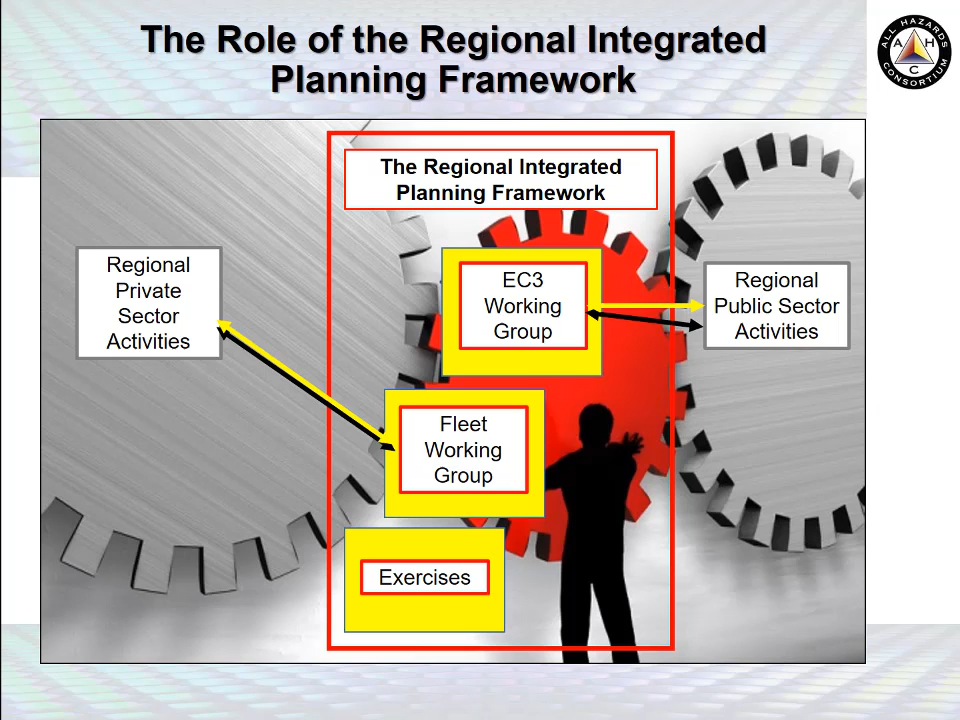 The Role of the Regional Integrated
Planning Framework
ALL HAZARDS
A H
C
CONSORTIUM
The Regional Integrated
Planning Framework
Regional
Private
Sector
Activities
EC3
Working
Group
Regional
Public Sector
Activities
Fleet
Working
Group
Exercises